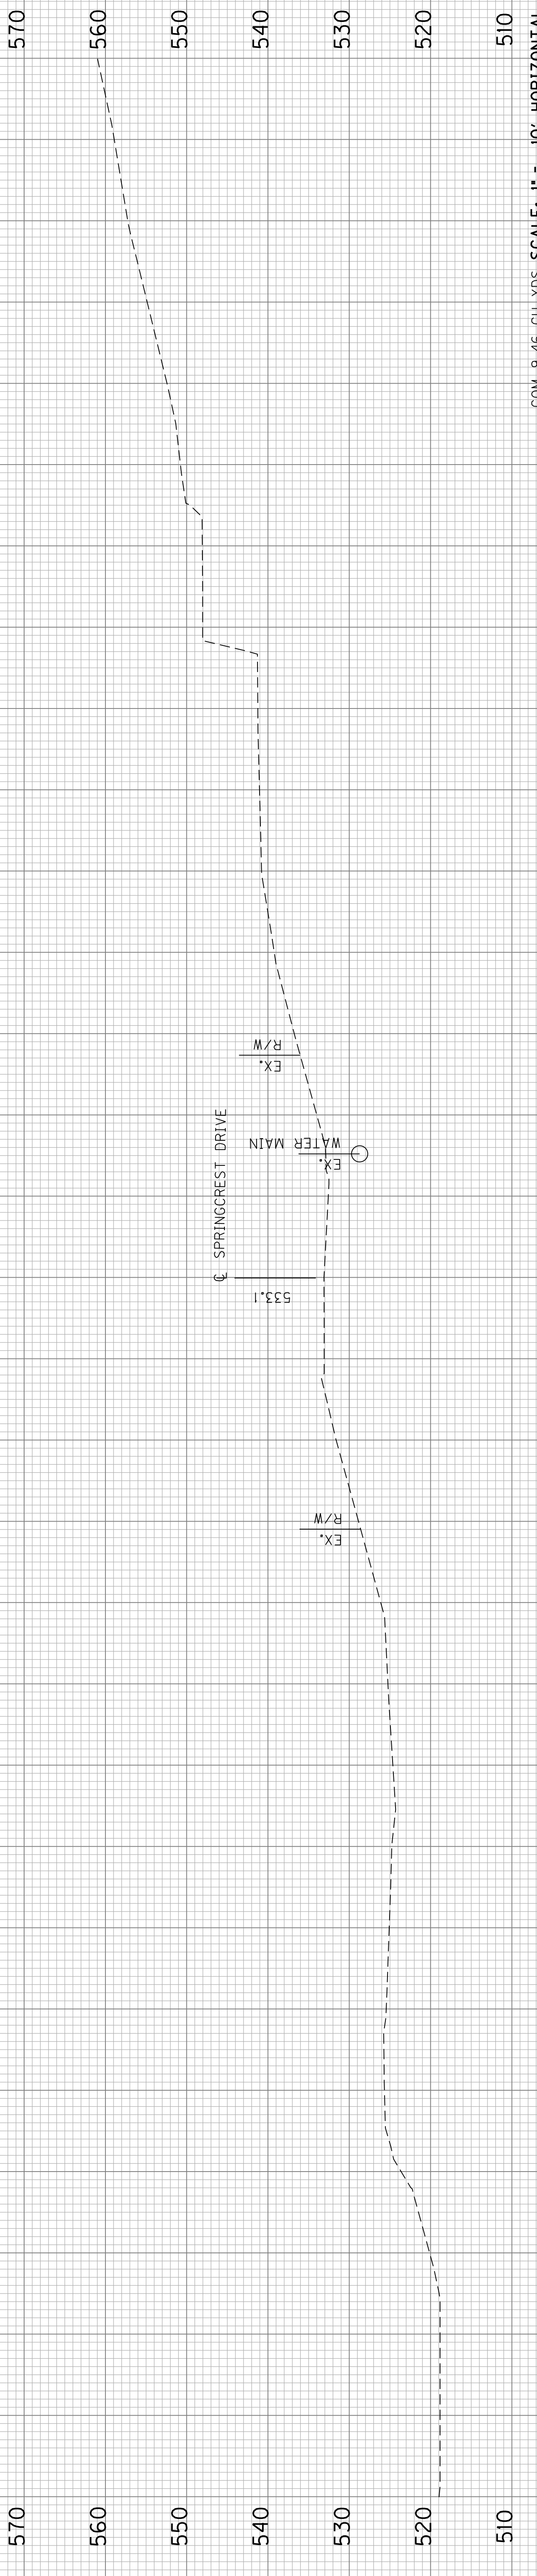 570 560 550 540 530 520 510
SCALE: 1" = 10' HORIZONTAL
COM 9.46 CU YDS
EX.
R/W
EX.
WATER MAIN
℄ SPRINGCREST DRIVE
533.1
EX.
R/W
570 560 550 540 530 520 510